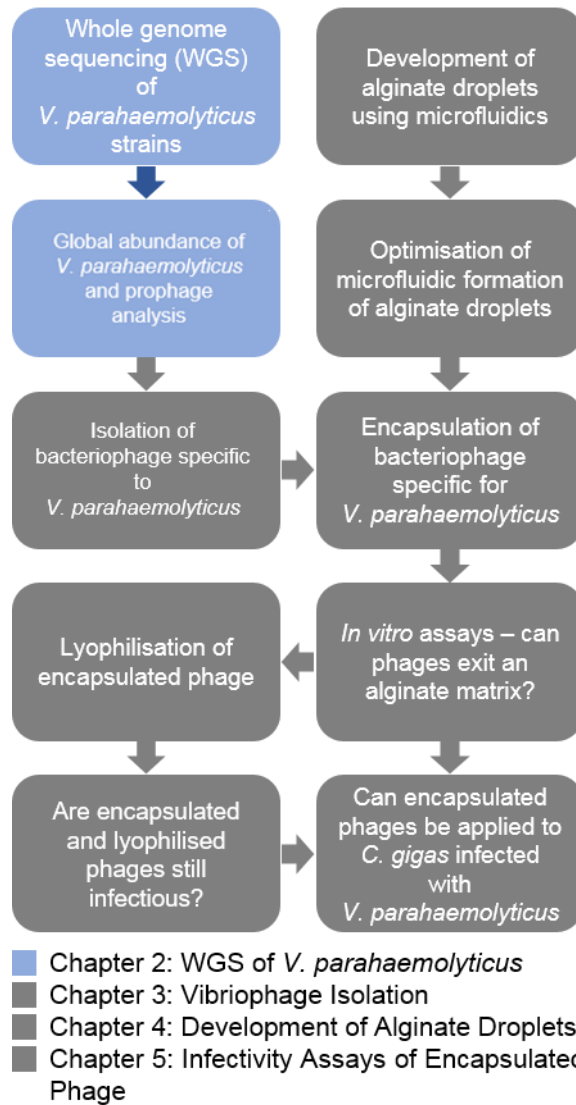 Whole genome
sequencing (WGS)
of
V. parahaemolyticus
strains
Development of
alginate droplets
using microfluidics
Global abundance of
V. parahaemolyticus
and prophage
analysis
Optimisation of
microfluidic formation
of alginate droplets
Isolation of
bacteriophage specific
to
V. parahaemolyticus
Encapsulation of
bacteriophage
specific for
V. parahaemolyticus
Lyophilisation of
encapsulated phage
In vitro assays – can
phages exit an
alginate matrix?
Are encapsulated
and lyophilised
phages still
infectious?
Can encapsulated
phages be applied to
C. gigas infected
with
V. parahaemolyticus
Chapter 2: WGS of V. parahaemolyticus
Chapter 3: Vibriophage Isolation
Chapter 4: Development of Alginate Droplets
Chapter 5: Infectivity Assays of Encapsulated
Phage